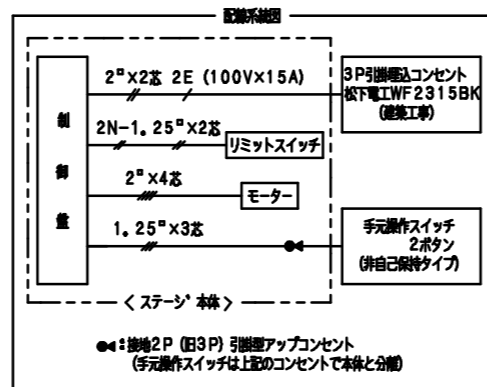 配線系統図
2□×2芯 2E (100V×15A)
3P引掛埋込コンセント
松下電工WF2315BK
(建築工事)
制御盤
2N-1.25□×2芯
リミットスイッチ
2□×4芯
モーター
1.25□×3芯
手元操作スイッチ
2ボタン
(非自己保持タイプ)
〈 ステージ本体 〉
:接地2P (旧3P) 引掛型アップコンセント
(手元操作スイッチは上記のコンセントで本体と分離)